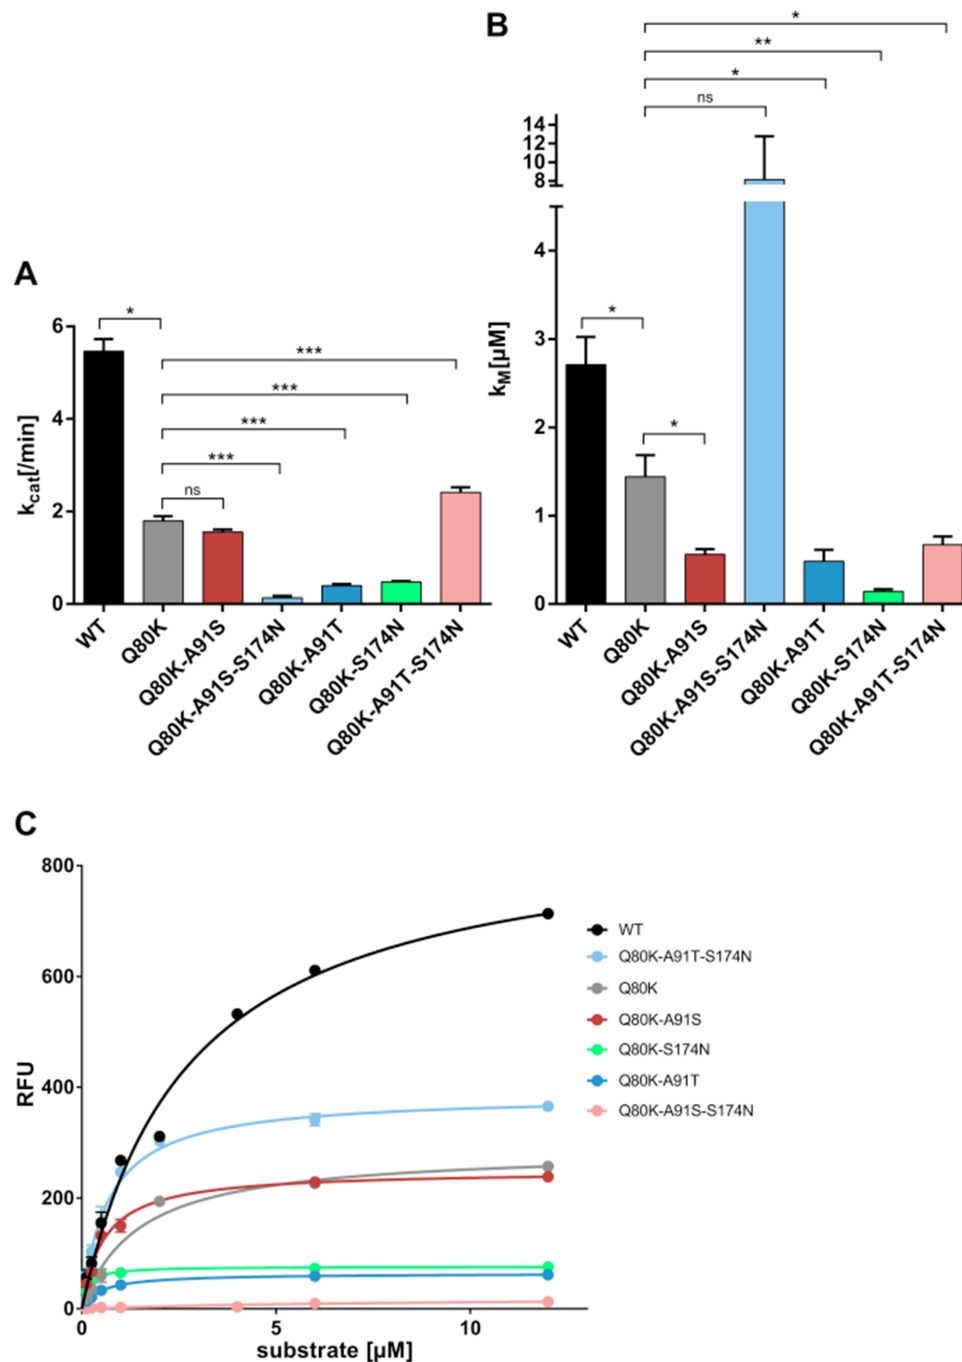 B
*
**
*
ns
14
12
10
8
4
3
2
1
0
k_M[µM]
*
*
WT
Q80K
Q80K-A91S
Q80K-A91S-S174N
Q80K-A91T
Q80K-S174N
Q80K-A91T-S174N
A
*
***
***
***
***
ns
6
4
2
0
k_cat[/min]
WT
Q80K
Q80K-A91S
Q80K-A91S-S174N
Q80K-A91T
Q80K-S174N
Q80K-A91T-S174N
C
800
600
400
200
0
RFU
0
10
substrate [µM]
WT
Q80K-A91T-S174N
Q80K
Q80K-A91S
Q80K-S174N
Q80K-A91T
Q80K-A91S-S174N